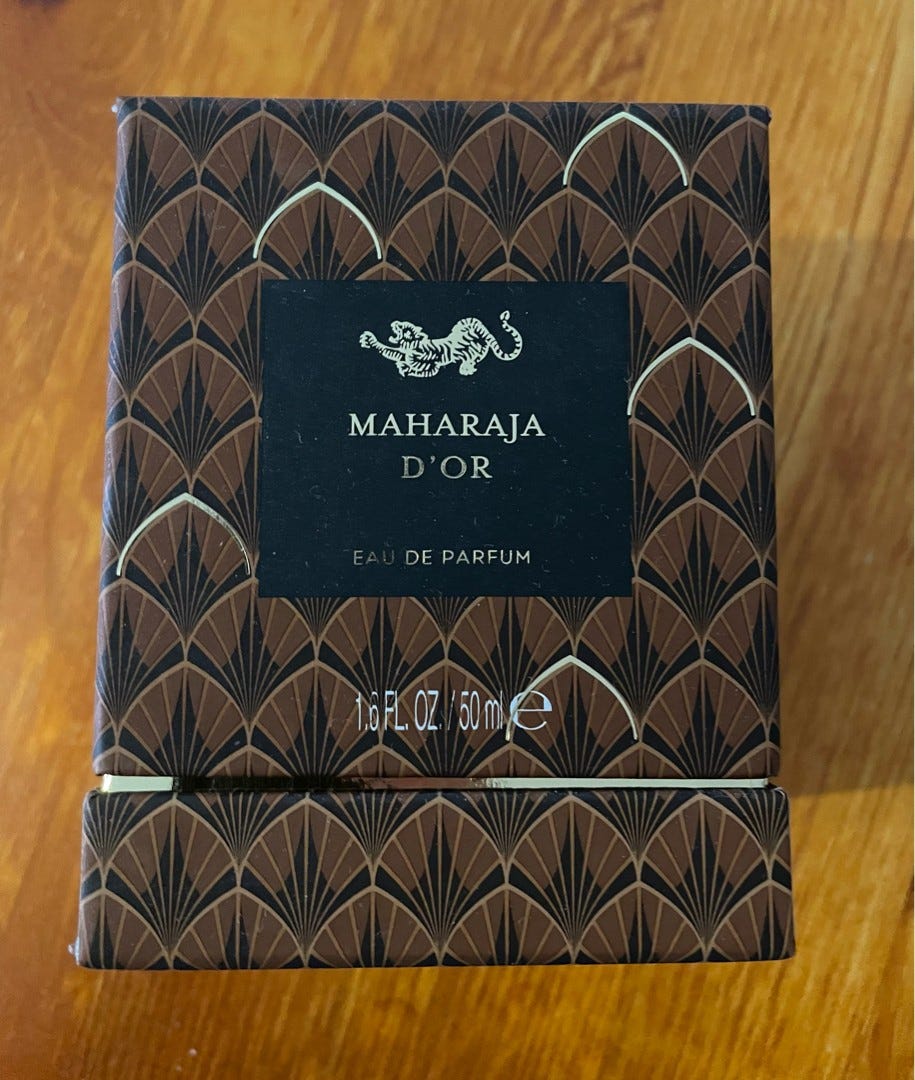 MAHARAJA
D'OR
EAU DE PARFUM
1.6 FL. OZ. / 50 ml ℮